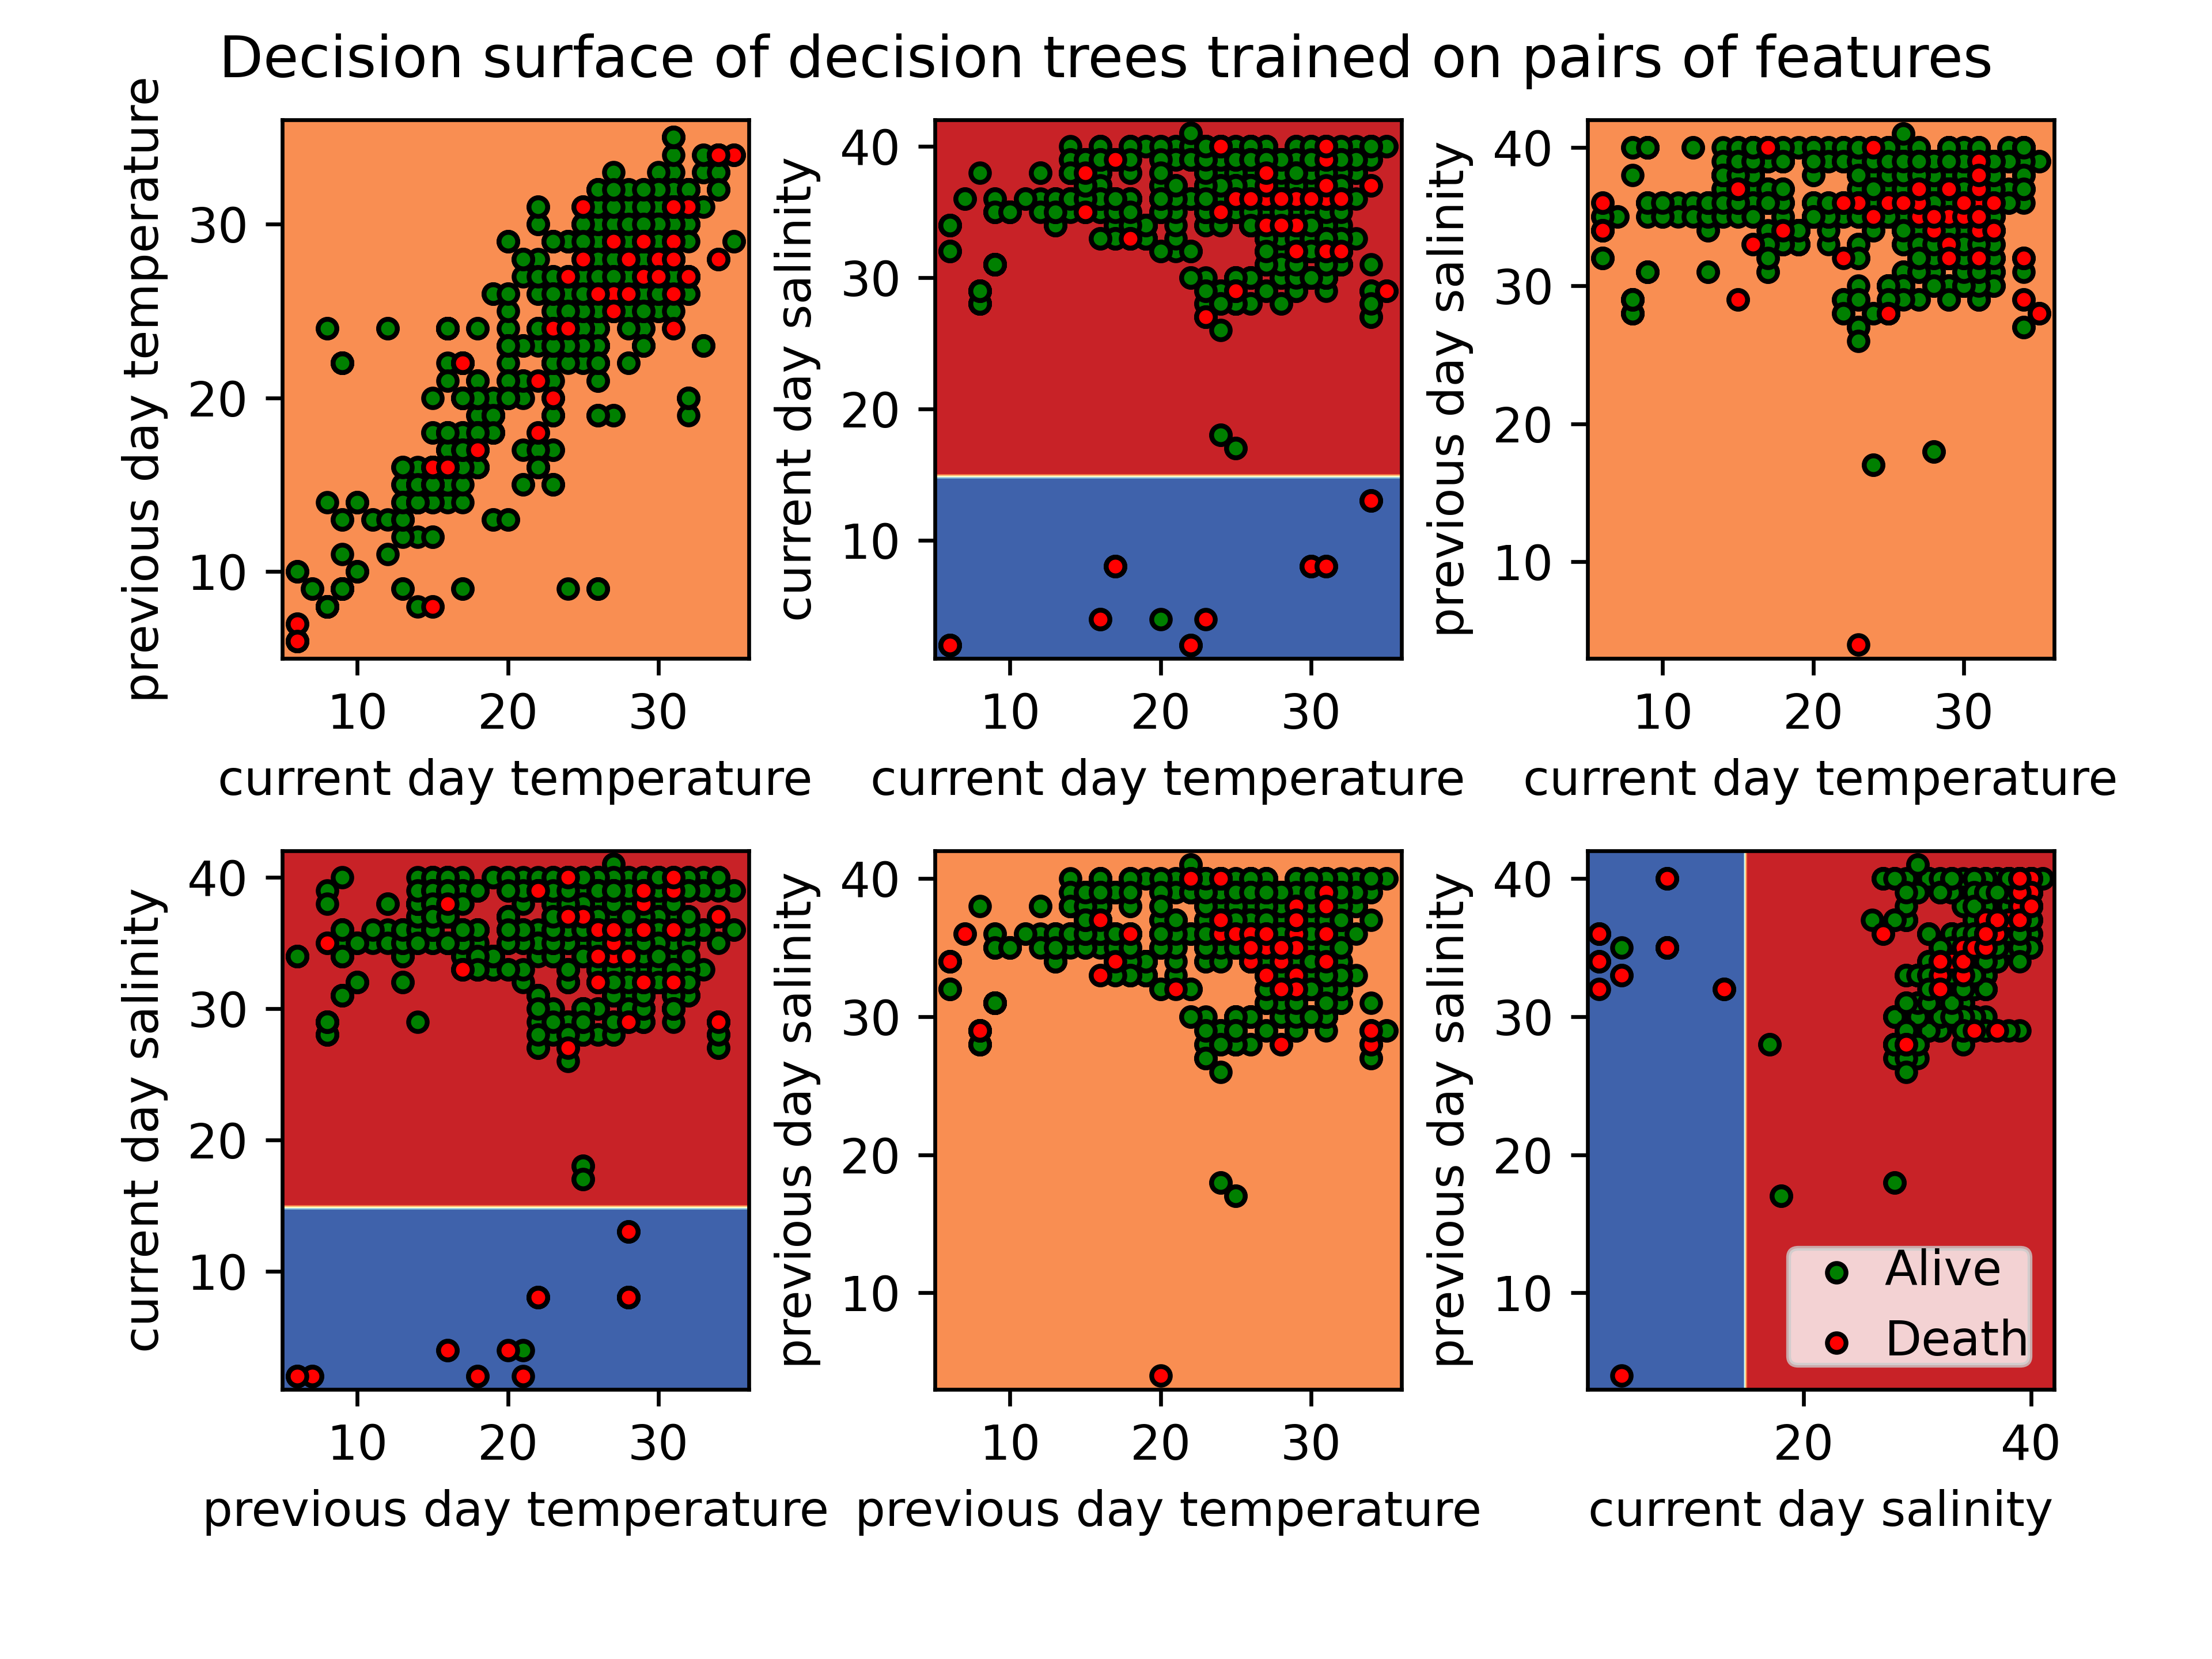 Decision surface of decision trees trained on pairs of features
previous day temperature
30
20
10
10 20 30
current day temperature
current day salinity
40
30
20
10
10 20 30
current day temperature
previous day salinity
40
30
20
10
10 20 30
current day temperature
current day salinity
40
30
20
10
10 20 30
previous day temperature
previous day salinity
40
30
20
10
10 20 30
previous day temperature
previous day salinity
40
30
20
10
Alive
Death
20 40
current day salinity